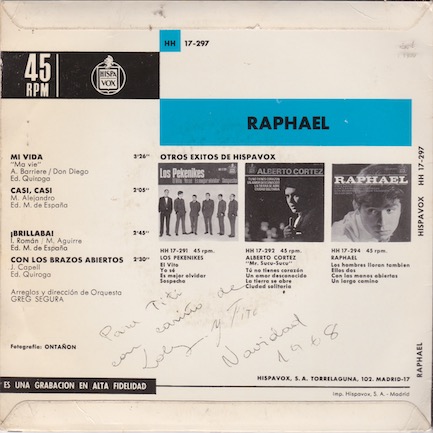 HH 17-297
45
RPM
HISPA
VOX
RAPHAEL
MI VIDA 2'26"
"Ma vie"
A. Barriere / Don Diego
Ed. Quiroga
CASI, CASI 2'05"
M. Alejandro
Ed. M. de España
¡BRILLABA! 2'45"
I. Román / M. Aguirre
Ed. M. de España
CON LOS BRAZOS ABIERTOS 2'30"
J. Capell
Ed. Quiroga
Arreglos y dirección de Orquesta
GREG SEGURA
Fotografía: ONTAÑON
OTROS EXITOS DE HISPAVOX
Los Pekenikes
HH 17-291 45 rpm.
LOS PEKENIKES
El Vito
Yo sé
Es mejor olvidar
Sospecha
ALBERTO CORTEZ
HH 17-292 45 rpm.
ALBERTO CORTEZ
"Mr. Sucu-Sucu"
Tú no tienes corazón
Un amor desconocido
La tierra se abre
Ciudad solitaria
RAPHAEL
HH 17-294 45 rpm.
RAPHAEL
Los hombres lloran tambien
Ellos dos
Con las manos abiertas
Un largo camino
Para Titi
con cariño de
Loly y Tito
Navidad
1968
HISPAVOX, S. A. TORRELAGUNA, 102. MADRID-17
ES UNA GRABACION EN ALTA FIDELIDAD
Imp. Hispavox, S. A. - Madrid
HISPAVOX HH 17-297
RAPHAEL